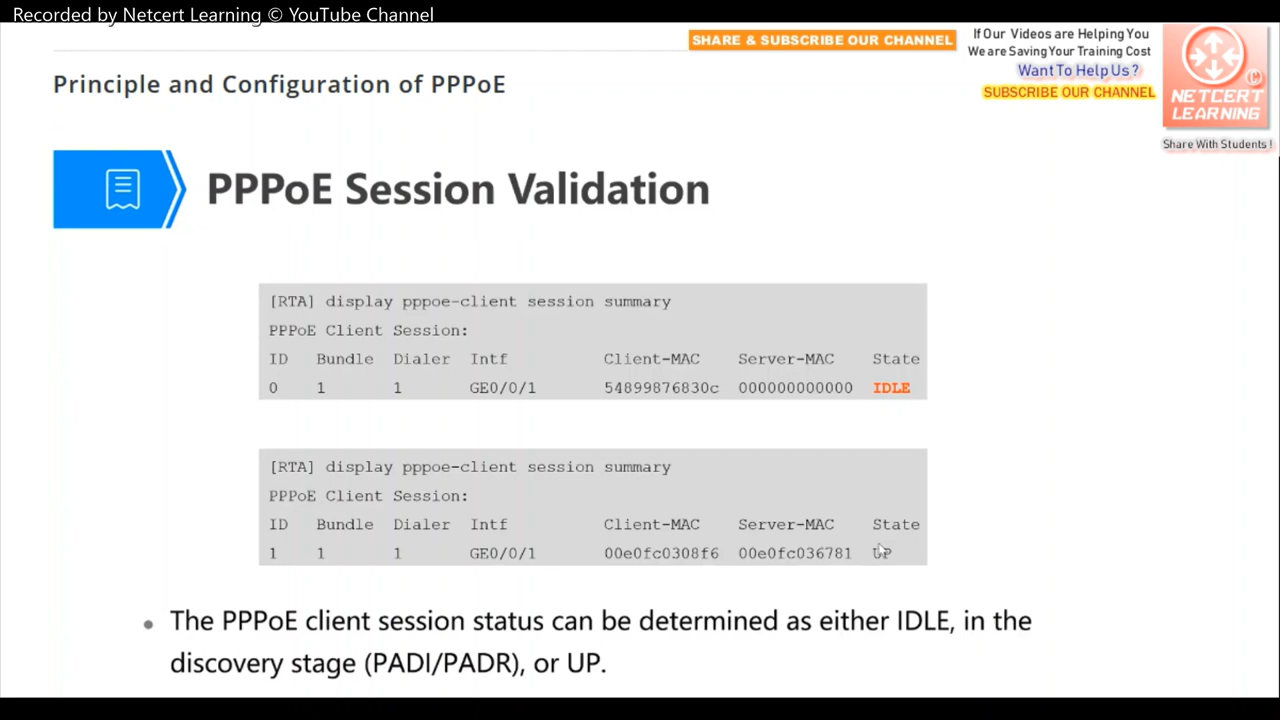 Recorded by Netcert Learning © YouTube Channel
SHARE & SUBSCRIBE OUR CHANNEL
If Our Videos are Helping You
We are Saving Your Training Cost
Want To Help Us ?
SUBSCRIBE OUR CHANNEL
NETCERT
LEARNING
©
Share With Students !
Principle and Configuration of PPPoE
PPPoE Session Validation
[RTA] display pppoe-client session summary
PPPoE Client Session:
ID Bundle Dialer Intf Client-MAC Server-MAC State
0 1 1 GE0/0/1 54899876830c 000000000000 IDLE
[RTA] display pppoe-client session summary
PPPoE Client Session:
ID Bundle Dialer Intf Client-MAC Server-MAC State
1 1 1 GE0/0/1 00e0fc0308f6 00e0fc036781 UP
• The PPPoE client session status can be determined as either IDLE, in the
discovery stage (PADI/PADR), or UP.